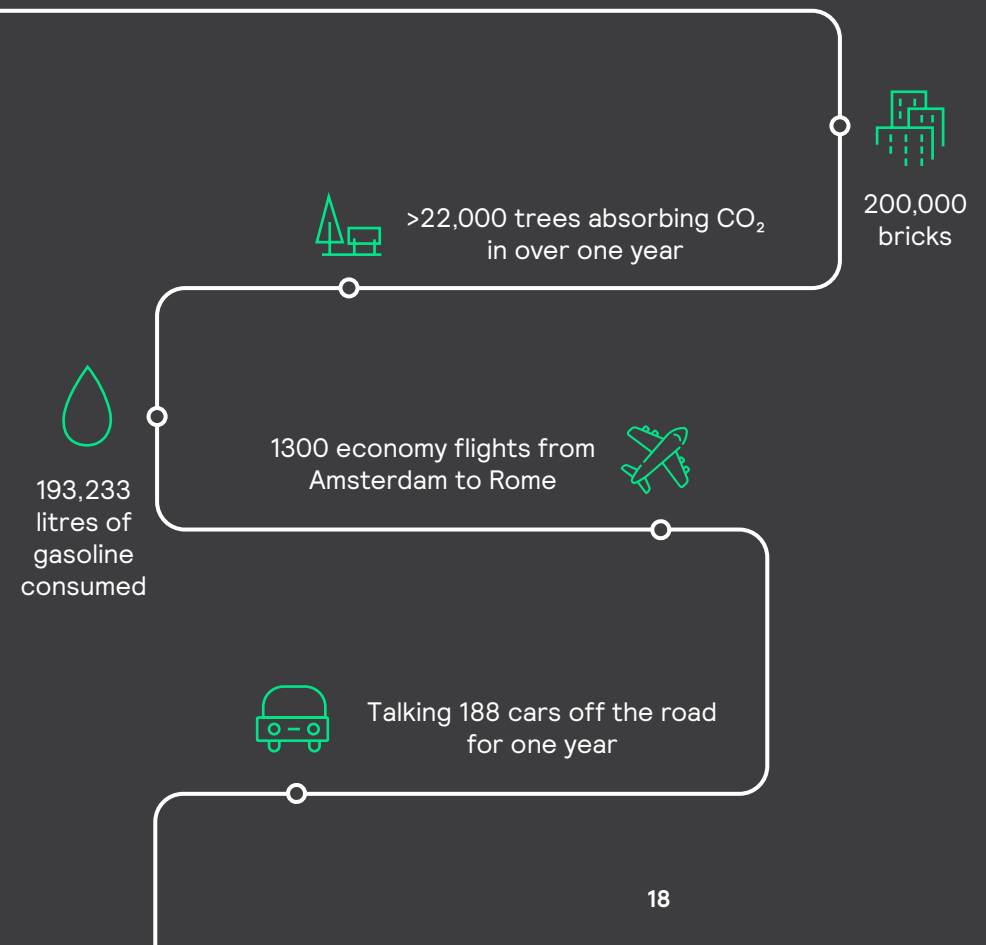 200,000
bricks
>22,000 trees absorbing CO₂
in over one year
193,233
litres of
gasoline
consumed
1300 economy flights from
Amsterdam to Rome
Talking 188 cars off the road
for one year
18